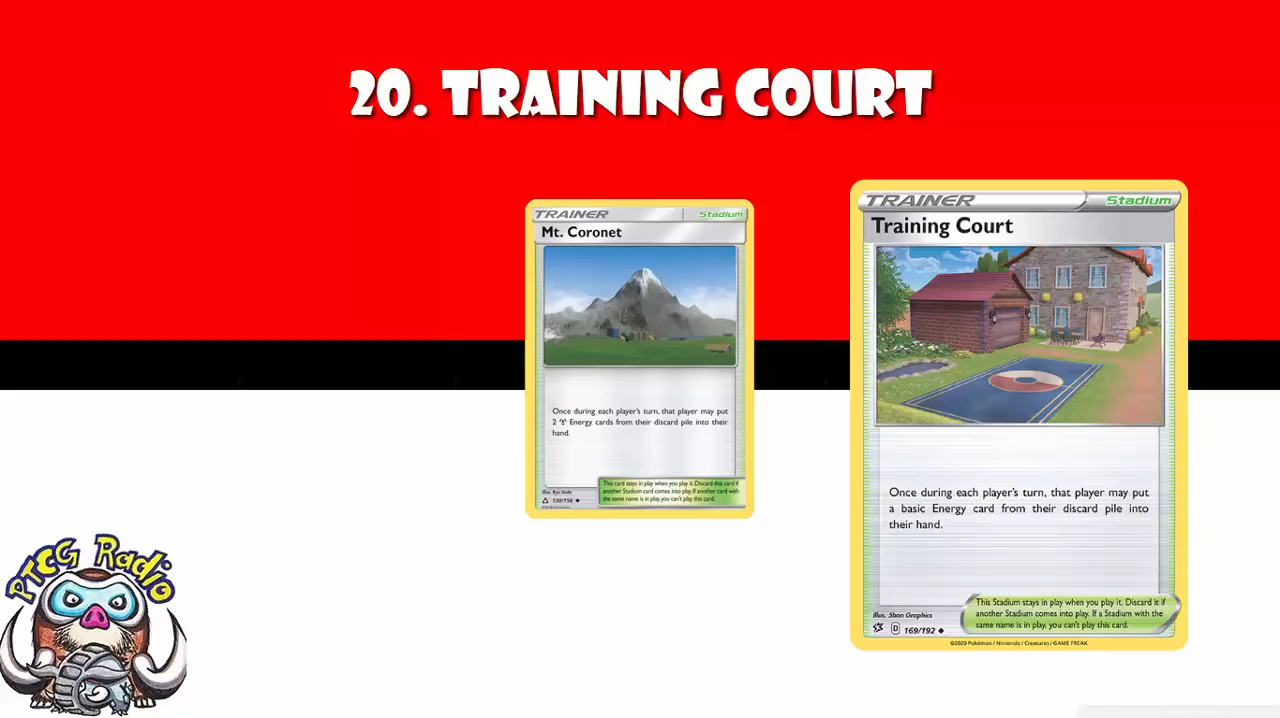 20. TRAINING COURT
TRAINER
Stadium
Mt. Coronet
Once during each player's turn, that player may put
2 Energy cards from their discard pile into their
hand.
This card stays in play when you play it. Discard this card if
another Stadium card comes into play. If another card with
the same name is in play, you can't play this card.
Illus. Ryo Ueda
130/156
TRAINER
Stadium
Training Court
Once during each player's turn, that player may put
a basic Energy card from their discard pile into
their hand.
This Stadium stays in play when you play it. Discard it if
another Stadium comes into play. If a Stadium with the
same name is in play, you can't play this card.
Illus. 5ban Graphics
D 169/192
©2020 Pokémon / Nintendo / Creatures / GAME FREAK
PTCG Radio